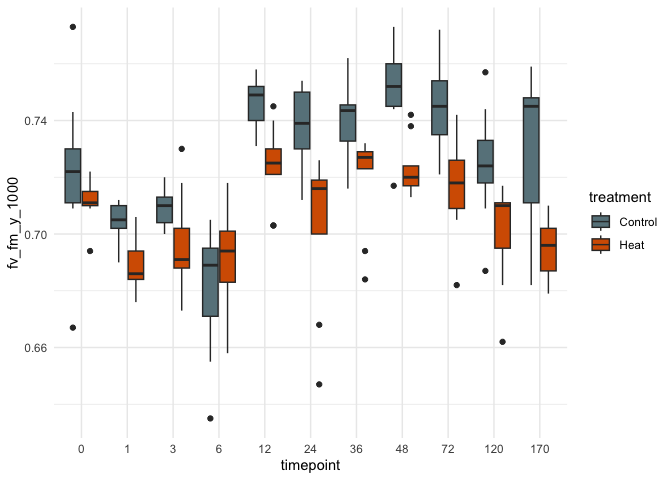 fv_fm_y_1000
0.74
0.70
0.66
0 1 3 6 12 24 36 48 72 120 170
timepoint
treatment
Control
Heat